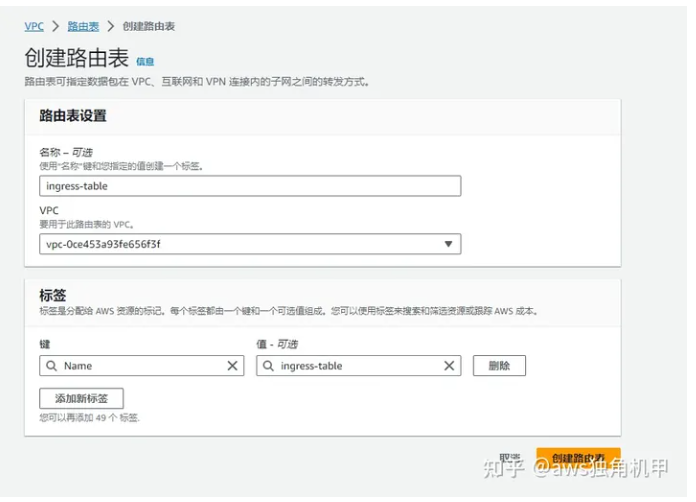 VPC > 路由表 > 创建路由表
创建路由表 信息
路由表可指定数据包在 VPC、互联网和 VPN 连接内的子网之间的转发方式。
路由表设置
名称 – 可选
使用“名称”键和您指定的值创建一个标签。
ingress-table
VPC
要用于此路由表的 VPC。
vpc-0ce453a93fe656f3f
标签
标签是分配给 AWS 资源的标记。每个标签都由一个键和一个可选值组成。您可以使用标签来搜索和筛选资源或跟踪 AWS 成本。
键 值 - 可选
Name ingress-table 删除
添加新标签
您可以再添加 49 个 标签.
取消 创建路由表
知乎 @aws独角机甲